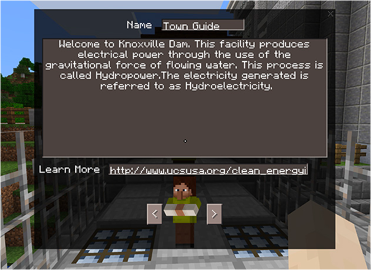 Name Town Guide
Welcome to Knoxville Dam. This facility produces
electrical power through the use of the
gravitational force of flowing water. This process is
called Hydropower.The electricity generated is
referred to as Hydroelectricity.
Learn More http://www.ucsusa.org/clean_energyi